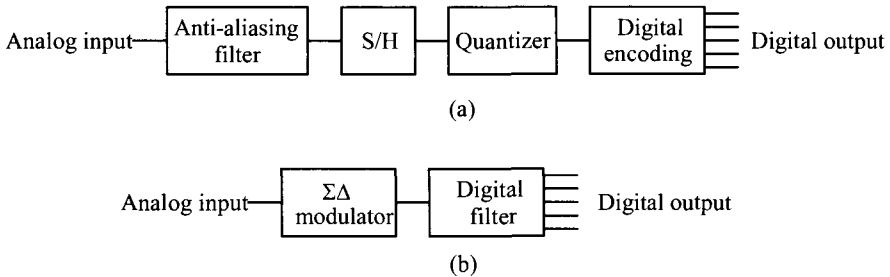 Analog input
Anti-aliasing
filter
S/H
Quantizer
Digital
encoding
Digital output
(a)
Analog input
ΣΔ
modulator
Digital
filter
Digital output
(b)